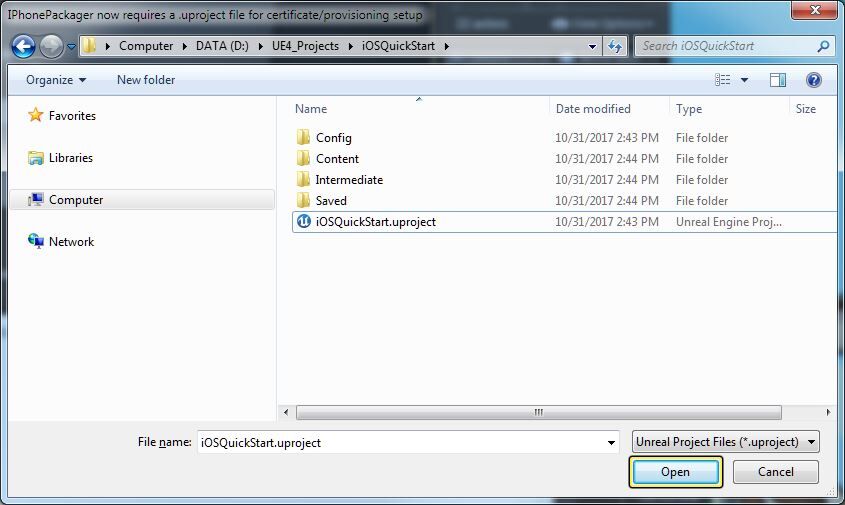 IPhonePackager now requires a .uproject file for certificate/provisioning setup
Computer DATA (D:) UE4_Projects iOSQuickStart Search iOSQuickStart
Organize New folder
Name Date modified Type Size
Favorites
Libraries
Computer
Network
Config 10/31/2017 2:43 PM File folder
Content 10/31/2017 2:44 PM File folder
Intermediate 10/31/2017 2:44 PM File folder
Saved 10/31/2017 2:44 PM File folder
iOSQuickStart.uproject 10/31/2017 2:43 PM Unreal Engine Proj...
File name: iOSQuickStart.uproject Unreal Project Files (*.uproject)
Open Cancel